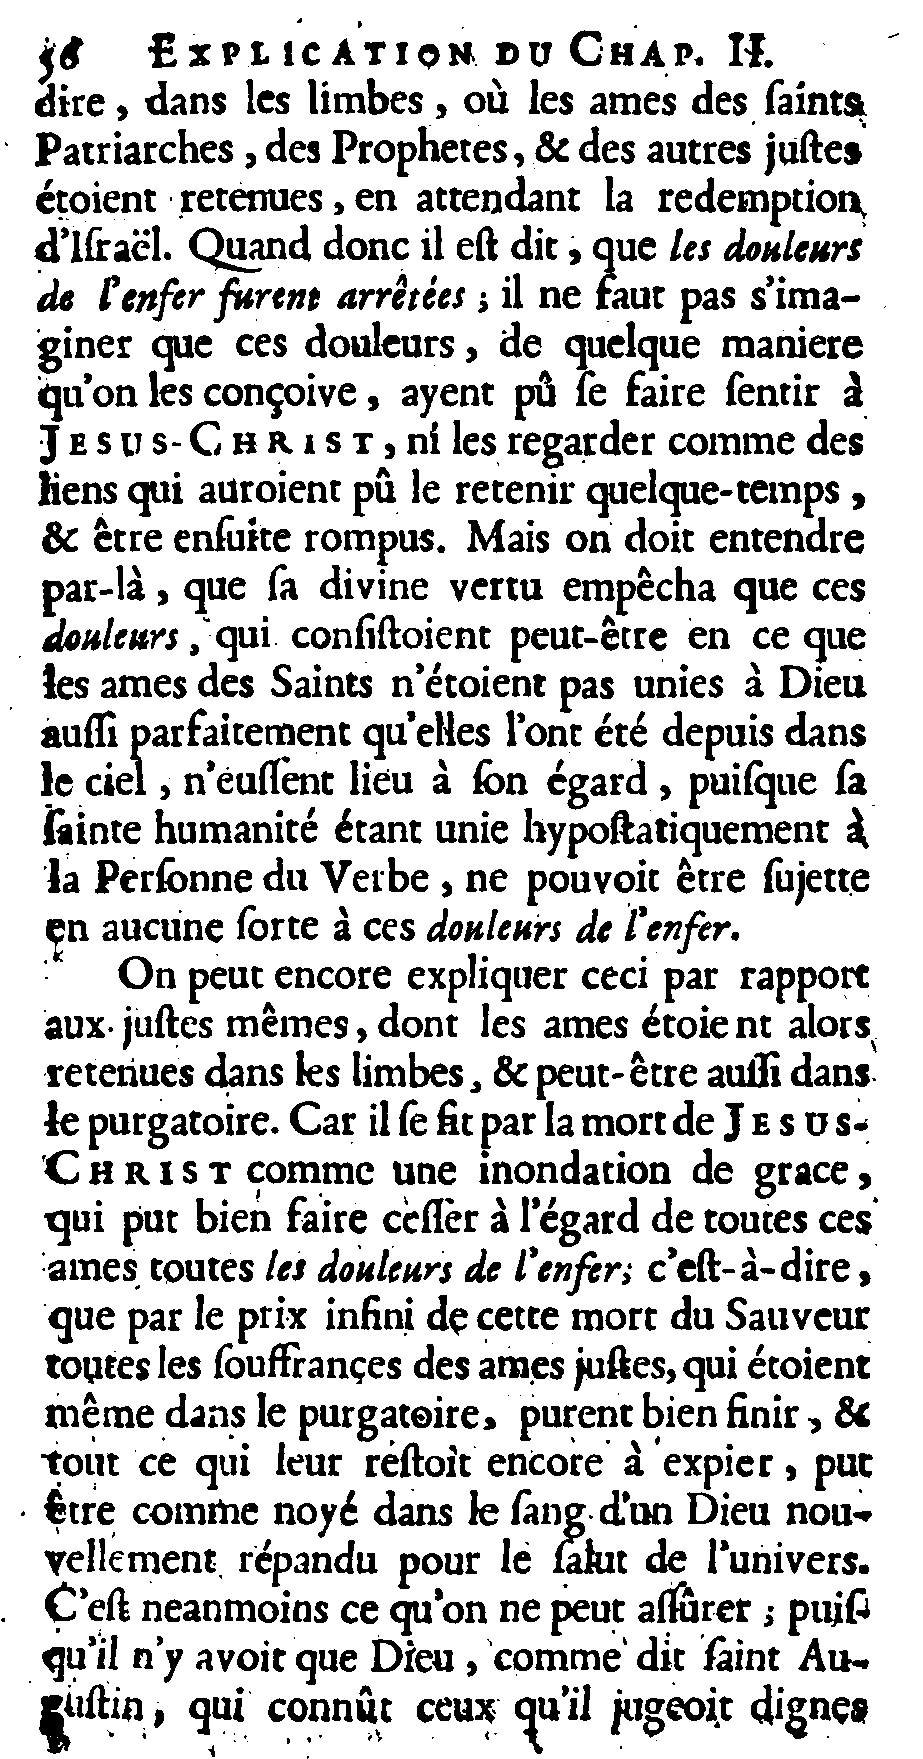 56 EXPLICATION DU CHAP. II.
dire, dans les limbes, où les ames des ſaints
Patriarches, des Prophetes, & des autres juſtes
étoient retenues, en attendant la redemption
d'Iſraël. Quand donc il eſt dit, que les douleurs
de l'enfer furent arrêtées; il ne faut pas s'ima-
giner que ces douleurs, de quelque maniere
qu'on les conçoive, ayent pû ſe faire ſentir à
JESUS-CHRIST, ni les regarder comme des
liens qui auroient pû le retenir quelque-temps,
& être enſuite rompus. Mais on doit entendre
par-là, que ſa divine vertu empêcha que ces
douleurs, qui conſiſtoient peut-être en ce que
les ames des Saints n'étoient pas unies à Dieu
auſſi parfaitement qu'elles l'ont été depuis dans
le ciel, n'euſſent lieu à ſon égard, puiſque ſa
ſainte humanité étant unie hypoſtatiquement à
la Perſonne du Verbe, ne pouvoit être ſujette
en aucune ſorte à ces douleurs de l'enfer.
On peut encore expliquer ceci par rapport
aux juſtes mêmes, dont les ames étoient alors
retenues dans les limbes, & peut-être auſſi dans
le purgatoire. Car il ſe fit par la mort de JESUS-
CHRIST comme une inondation de grace,
qui put bien faire ceſſer à l'égard de toutes ces
ames toutes les douleurs de l'enfer; c'eſt-à-dire,
que par le prix infini de cette mort du Sauveur
toutes les ſouffrances des ames juſtes, qui étoient
même dans le purgatoire, purent bien finir, &
tout ce qui leur reſtoit encore à expier, put
être comme noyé dans le ſang d'un Dieu nou-
vellement répandu pour le ſalut de l'univers.
C'eſt neanmoins ce qu'on ne peut aſſûrer; puiſ-
qu'il n'y avoit que Dieu, comme dit ſaint Au-
guſtin, qui connût ceux qu'il jugeoit dignes